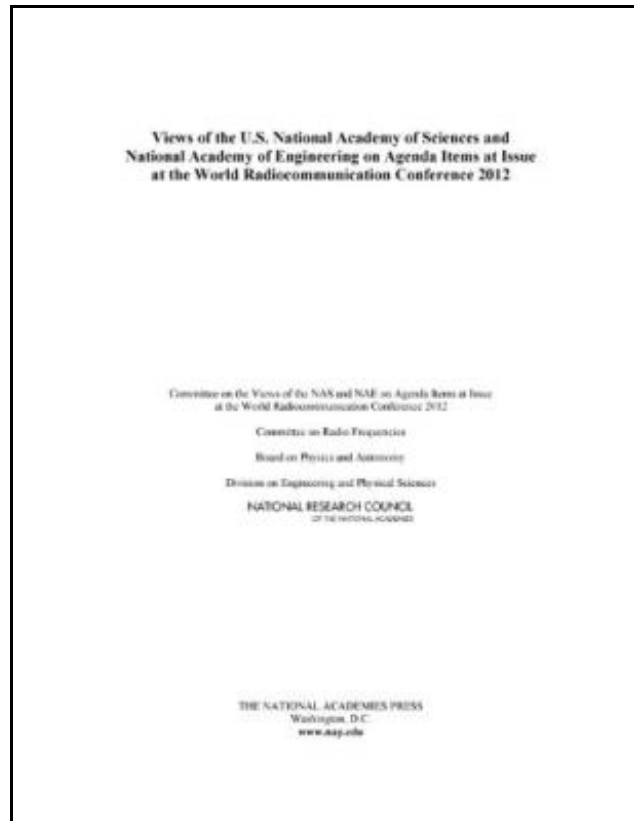 Views of the U.S. National Academy of Sciences and
National Academy of Engineering on Agenda Items at Issue
at the World Radiocommunication Conference 2012
Committee on the Views of the NAS and NAE on Agenda Items at Issue
at the World Radiocommunication Conference 2012
Committee on Radio Frequencies
Board on Physics and Astronomy
Division on Engineering and Physical Sciences
NATIONAL RESEARCH COUNCIL
OF THE NATIONAL ACADEMIES
THE NATIONAL ACADEMIES PRESS
Washington, D.C.
www.nap.edu